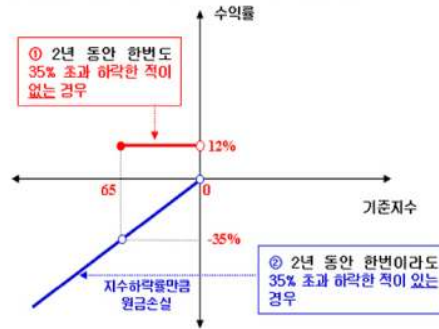 수익률
① 2년 동안 한번도
35% 초과 하락한 적이
없는 경우
12%
65
0
기준지수
-35%
지수하락률만큼
원금손실
② 2년 동안 한번이라도
35% 초과 하락한 적이 있는
경우